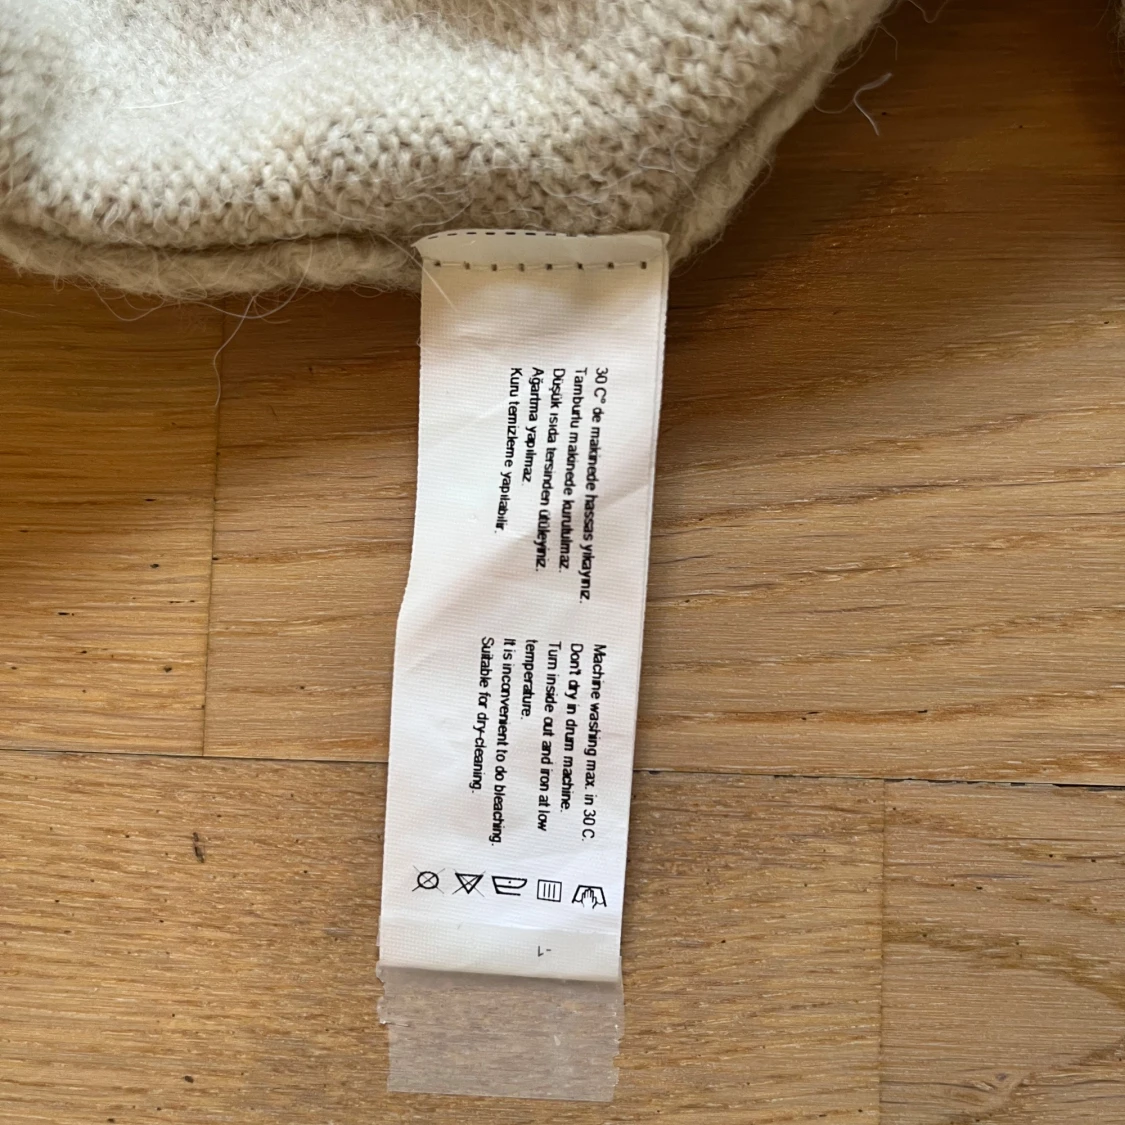 30 C° de makinede hassas yıkayınız.
Tamburlu makinede kurutulmaz.
Düşük ısıda tersinden ütüleyiniz.
Ağartma yapılmaz.
Kuru temizleme yapılabilir.
Machine washing max. in 30 C.
Don't dry in drum machine.
Turn inside out and iron at low
temperature.
It is inconvenient to do bleaching.
Suitable for dry-cleaning.